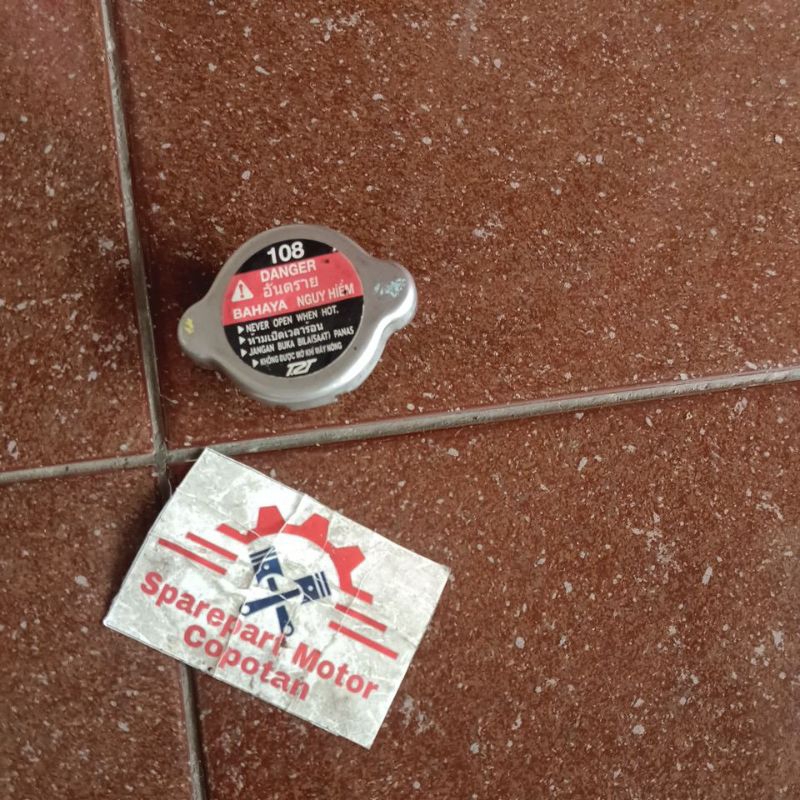 108
DANGER
อันตราย
BAHAYA NGUY HIỂM
▶ NEVER OPEN WHEN HOT.
▶ ห้ามเปิดเวลาร้อน
▶ JANGAN BUKA BILA(SAAT) PANAS
▶ KHÔNG ĐƯỢC MỞ KHI MÁY NÓNG
Sparepart Motor
Copotan